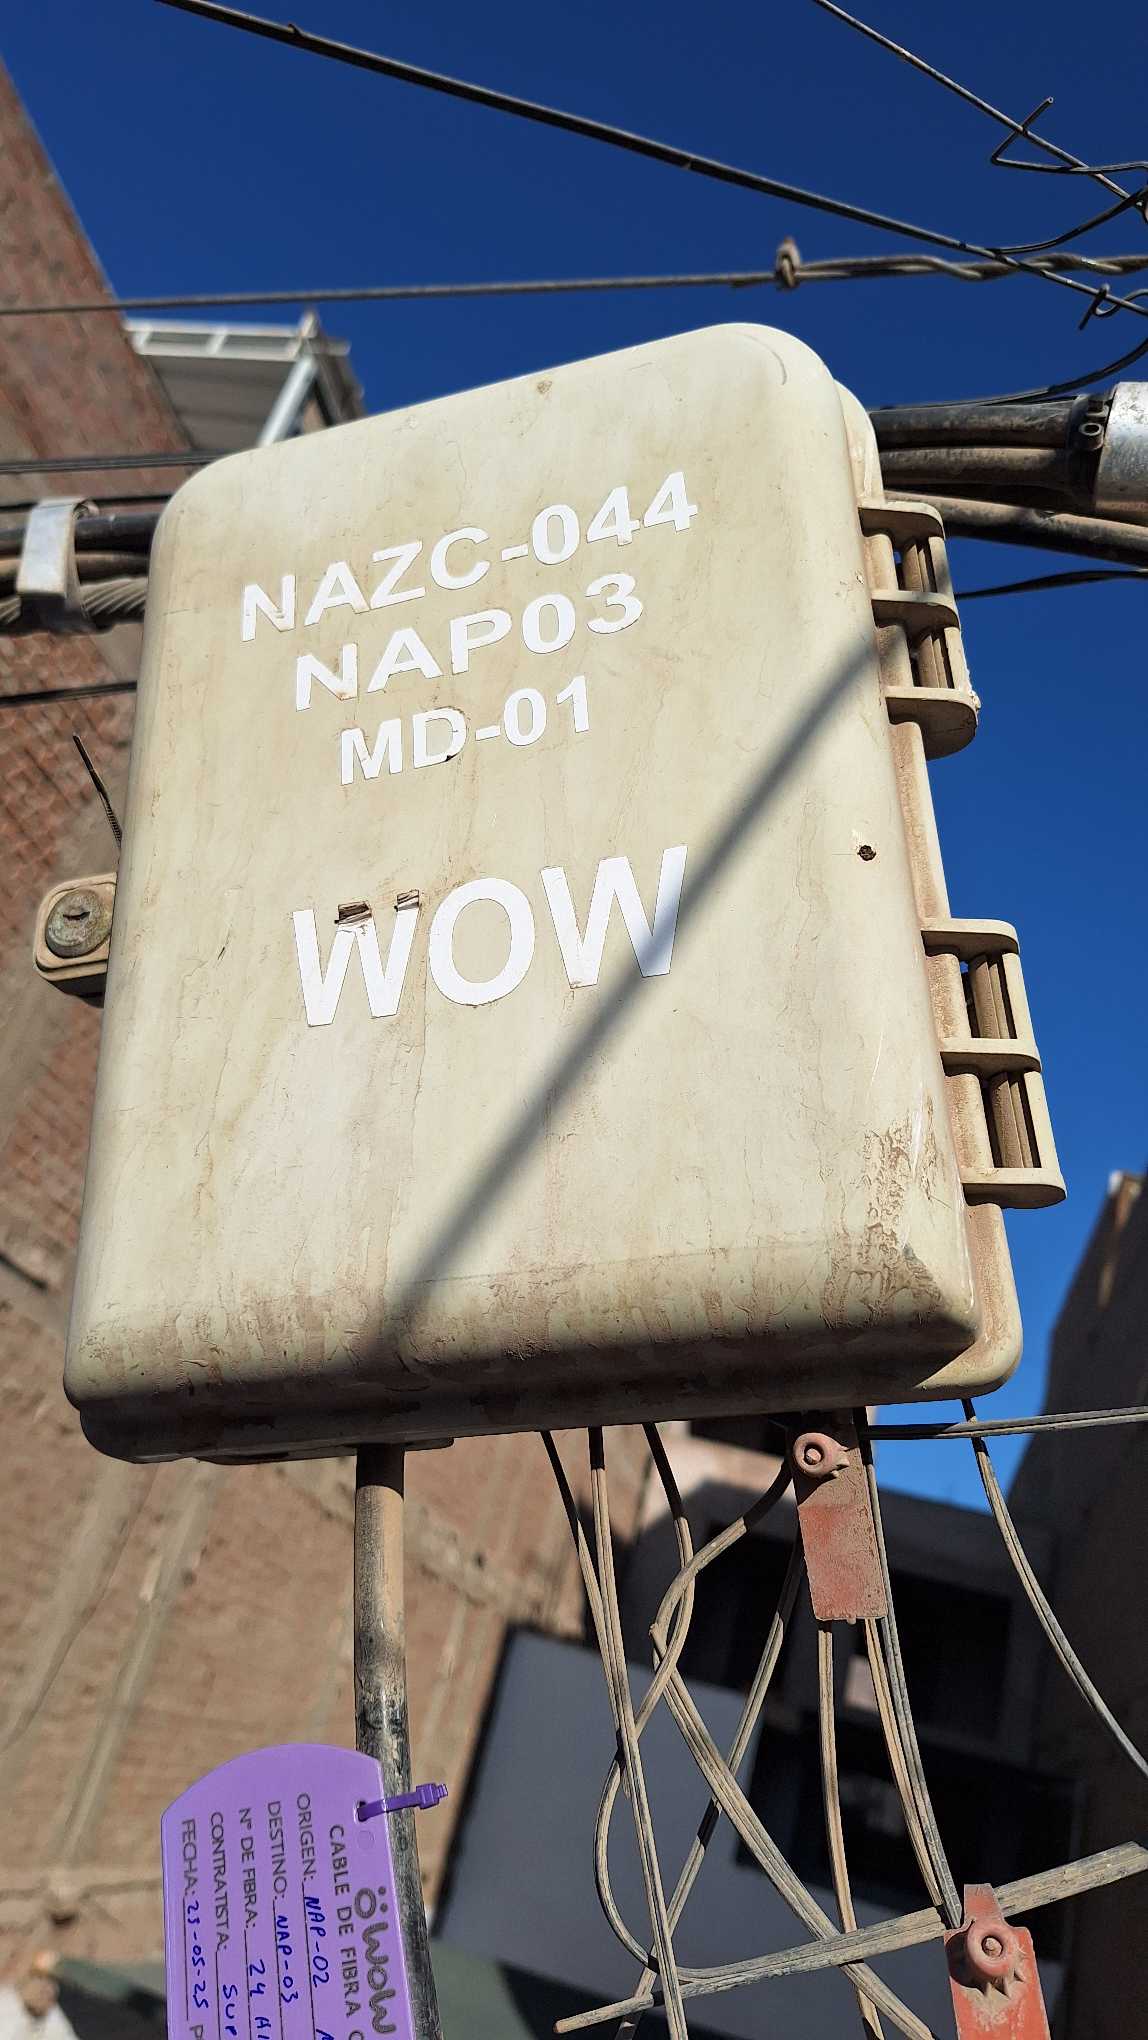 NAZC-044
NAP03
MD-01
WOW
WOW
CABLE DE FIBRA
ORIGEN: NAP-02
DESTINO: NAP-03
N° DE FIBRA: 24
CONTRATISTA:
FECHA: 23-05-25